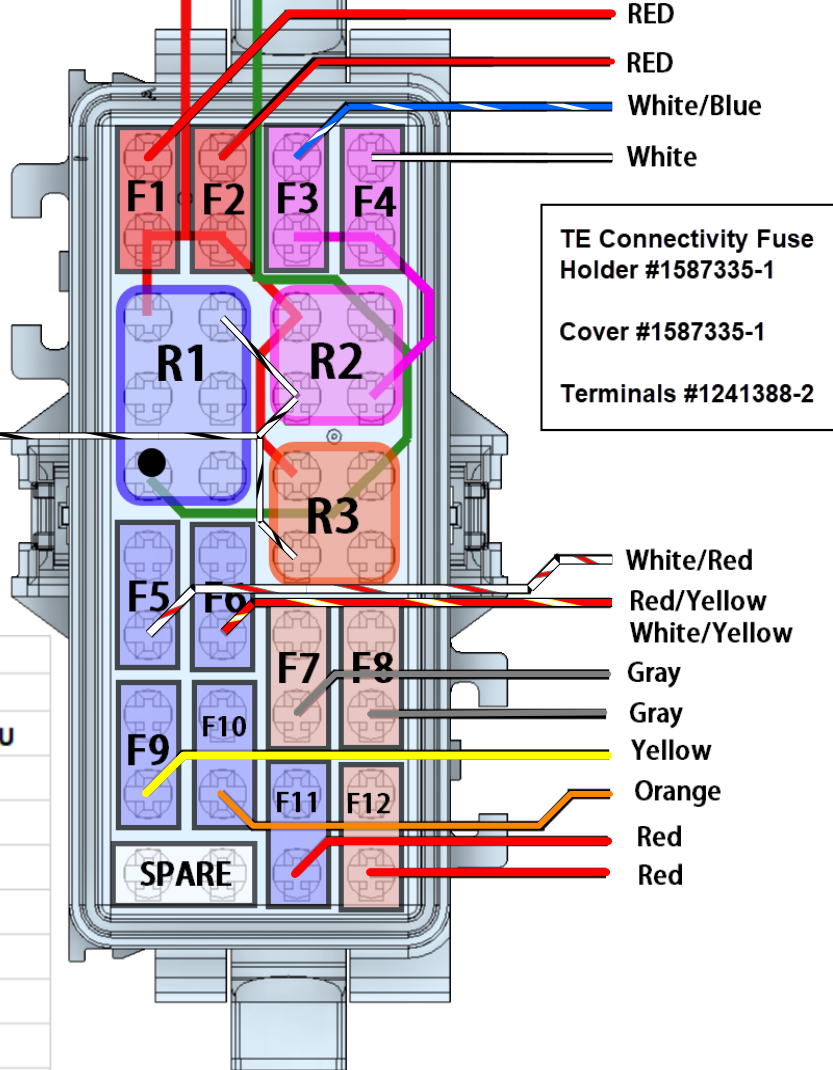 RED
RED
White/Blue
White
F1
F2
F3
F4
TE Connectivity Fuse
Holder #1587335-1
Cover #1587335-1
Terminals #1241388-2
R1
R2
R3
White/Red
F5
F6
Red/Yellow
White/Yellow
F7
F8
Gray
Gray
F9
F10
U
Yellow
Orange
F11
F12
Red
SPARE
Red